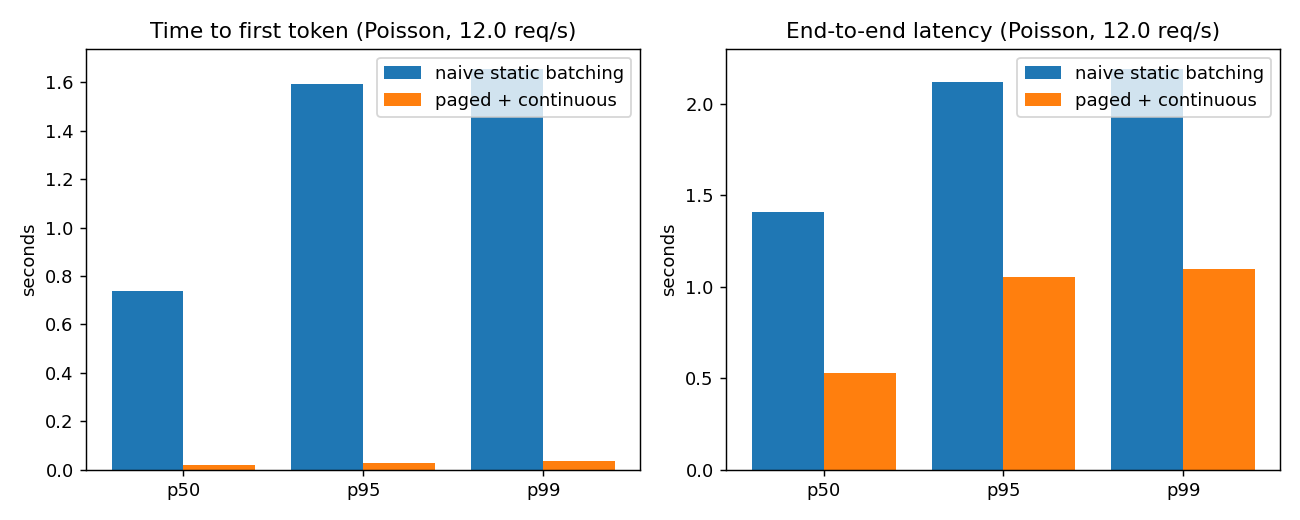 Time to first token (Poisson, 12.0 req/s)
seconds
0.0
0.2
0.4
0.6
0.8
1.0
1.2
1.4
1.6
p50
p95
p99
naive static batching
paged + continuous
End-to-end latency (Poisson, 12.0 req/s)
seconds
0.0
0.5
1.0
1.5
2.0
p50
p95
p99
naive static batching
paged + continuous